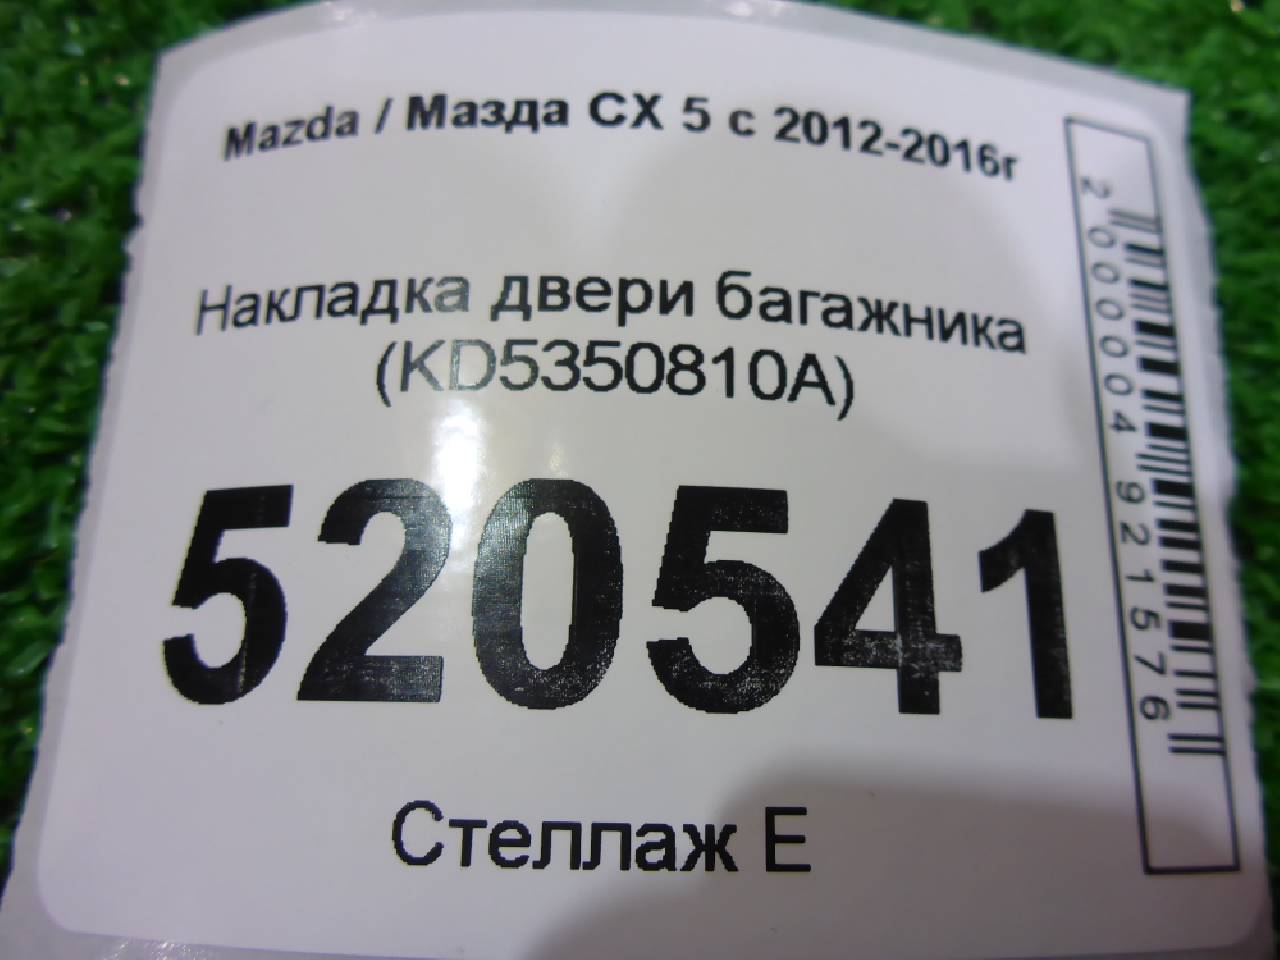 Mazda / Мазда CX 5 с 2012-2016г
Накладка двери багажника
(KD5350810A)
520541
Стеллаж Е
2000004921576